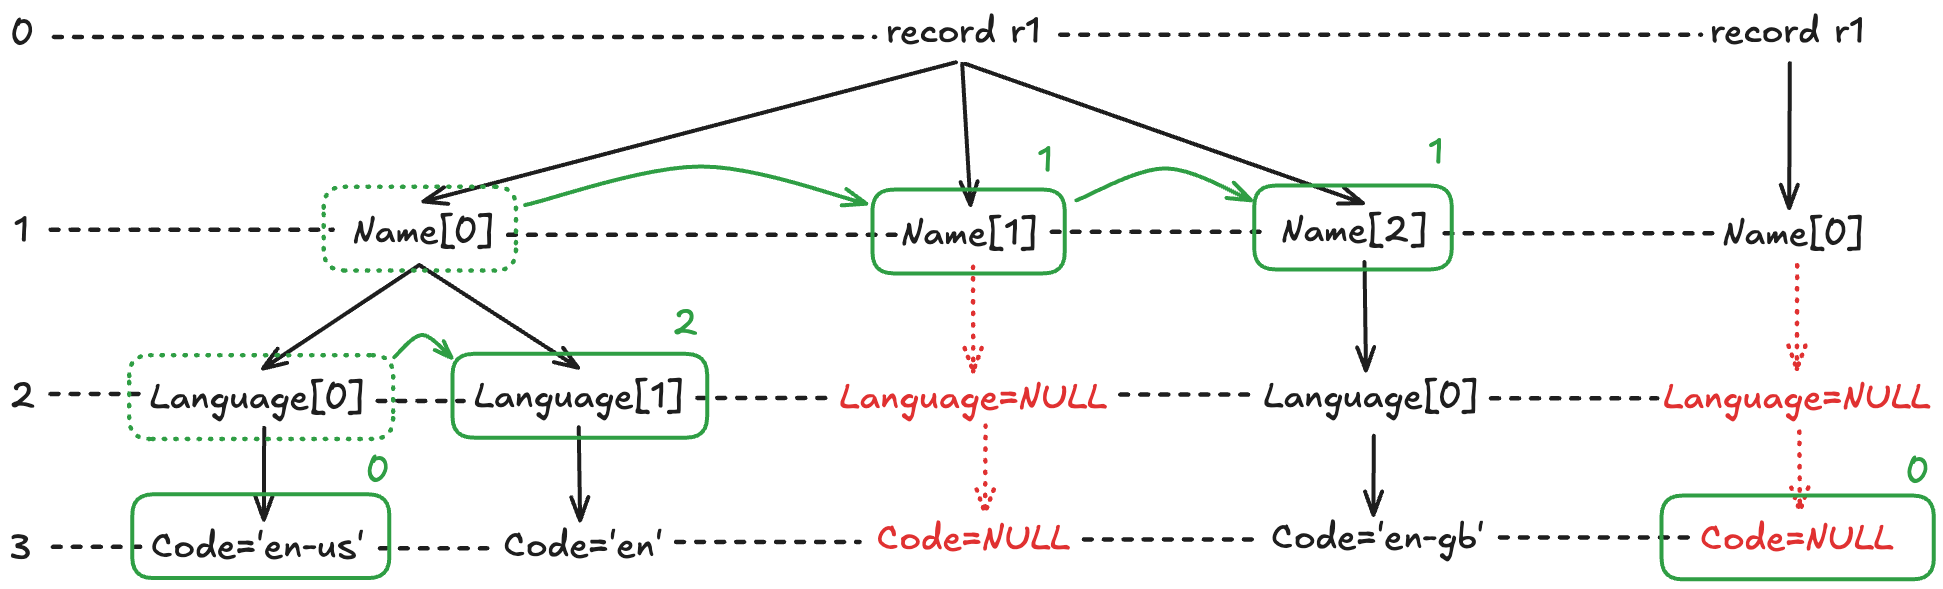 0 record r1 record r1
1 1
1 Name[0] Name[1] Name[2] Name[0]
2
2 Language[0] Language[1] Language=NULL Language[0] Language=NULL
0 0
3 Code='en-us' Code='en' Code=NULL Code='en-gb' Code=NULL